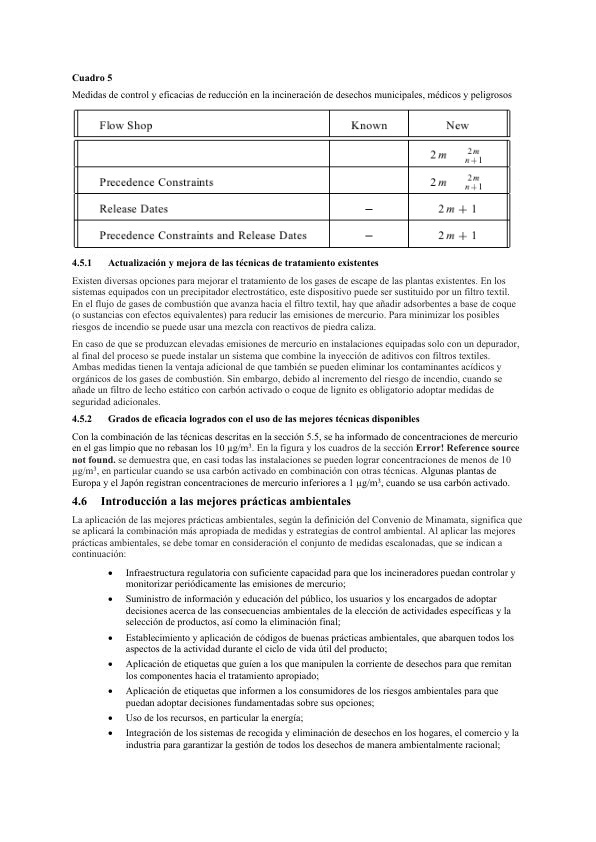 Cuadro 5
Medidas de control y eficacias de reducción en la incineración de desechos municipales, médicos y peligrosos
Flow Shop Known New
2m 2m/n+1
Precedence Constraints 2m 2m/n+1
Release Dates – 2m + 1
Precedence Constraints and Release Dates – 2m + 1
4.5.1 Actualización y mejora de las técnicas de tratamiento existentes
Existen diversas opciones para mejorar el tratamiento de los gases de escape de las plantas existentes. En los
sistemas equipados con un precipitador electrostático, este dispositivo puede ser sustituido por un filtro textil.
En el flujo de gases de combustión que avanza hacia el filtro textil, hay que añadir adsorbentes a base de coque
(o sustancias con efectos equivalentes) para reducir las emisiones de mercurio. Para minimizar los posibles
riesgos de incendio se puede usar una mezcla con reactivos de piedra caliza.
En caso de que se produzcan elevadas emisiones de mercurio en instalaciones equipadas solo con un depurador,
al final del proceso se puede instalar un sistema que combine la inyección de aditivos con filtros textiles.
Ambas medidas tienen la ventaja adicional de que también se pueden eliminar los contaminantes acídicos y
orgánicos de los gases de combustión. Sin embargo, debido al incremento del riesgo de incendio, cuando se
añade un filtro de lecho estático con carbón activado o coque de lignito es obligatorio adoptar medidas de
seguridad adicionales.
4.5.2 Grados de eficacia logrados con el uso de las mejores técnicas disponibles
Con la combinación de las técnicas descritas en la sección 5.5, se ha informado de concentraciones de mercurio
en el gas limpio que no rebasan los 10 µg/m³. En la figura y los cuadros de la sección Error! Reference source
not found. se demuestra que, en casi todas las instalaciones se pueden lograr concentraciones de menos de 10
µg/m³, en particular cuando se usa carbón activado en combinación con otras técnicas. Algunas plantas de
Europa y el Japón registran concentraciones de mercurio inferiores a 1 µg/m³, cuando se usa carbón activado.
4.6 Introducción a las mejores prácticas ambientales
La aplicación de las mejores prácticas ambientales, según la definición del Convenio de Minamata, significa que
se aplicará la combinación más apropiada de medidas y estrategias de control ambiental. Al aplicar las mejores
prácticas ambientales, se debe tomar en consideración el conjunto de medidas escalonadas, que se indican a
continuación:
• Infraestructura regulatoria con suficiente capacidad para que los incineradores puedan controlar y
monitorizar periódicamente las emisiones de mercurio;
• Suministro de información y educación del público, los usuarios y los encargados de adoptar
decisiones acerca de las consecuencias ambientales de la elección de actividades específicas y la
selección de productos, así como la eliminación final;
• Establecimiento y aplicación de códigos de buenas prácticas ambientales, que abarquen todos los
aspectos de la actividad durante el ciclo de vida útil del producto;
• Aplicación de etiquetas que guíen a los que manipulen la corriente de desechos para que remitan
los componentes hacia el tratamiento apropiado;
• Aplicación de etiquetas que informen a los consumidores de los riesgos ambientales para que
puedan adoptar decisiones fundamentadas sobre sus opciones;
• Uso de los recursos, en particular la energía;
• Integración de los sistemas de recogida y eliminación de desechos en los hogares, el comercio y la
industria para garantizar la gestión de todos los desechos de manera ambientalmente racional;